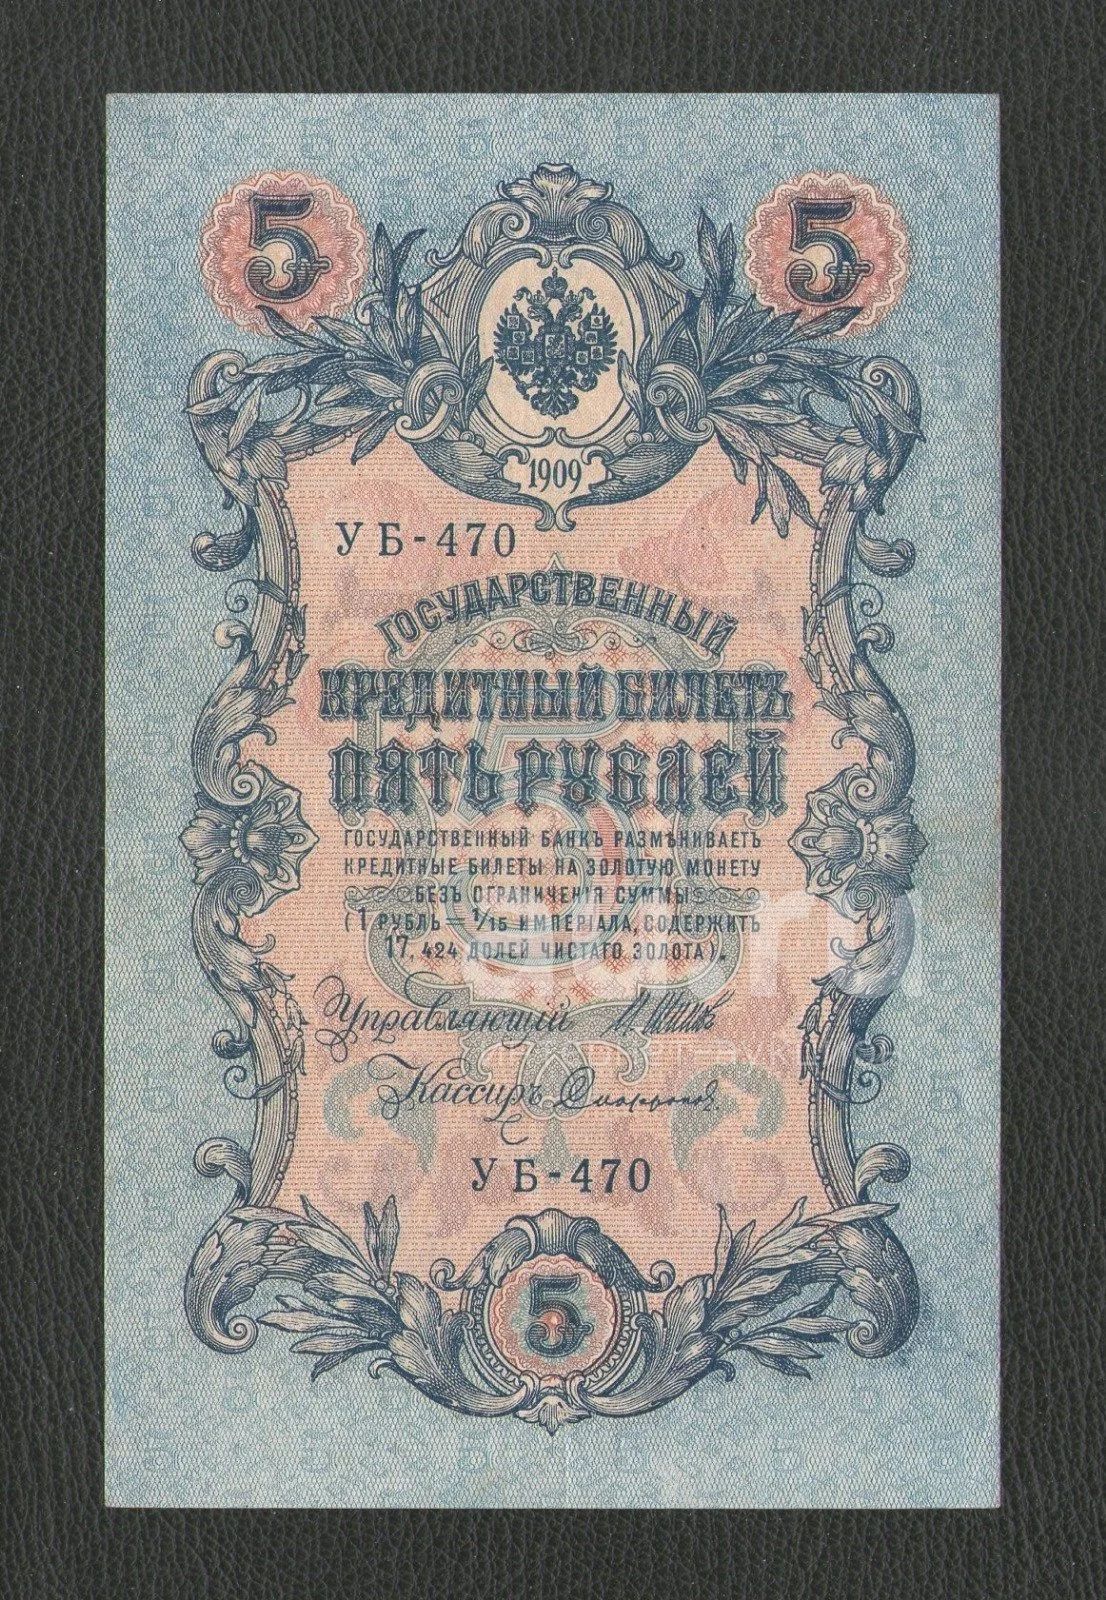 5 5
1909
УБ-470
ГОСУДАРСТВЕННЫЙ
КРЕДИТНЫЙ БИЛЕТЪ
ПЯТЬ РУБЛЕЙ
ГОСУДАРСТВЕННЫЙ БАНКЪ РАЗМѢНИВАЕТЪ
КРЕДИТНЫЕ БИЛЕТЫ НА ЗОЛОТУЮ МОНЕТУ
БЕЗЪ ОГРАНИЧЕНІЯ СУММЫ
(1 РУБЛЬ = 1/15 ИМПЕРІАЛА, СОДЕРЖИТЪ
17,424 ДОЛЕЙ ЧИСТАГО ЗОЛОТА).
Управляющій
Кассиръ
УБ-470
5